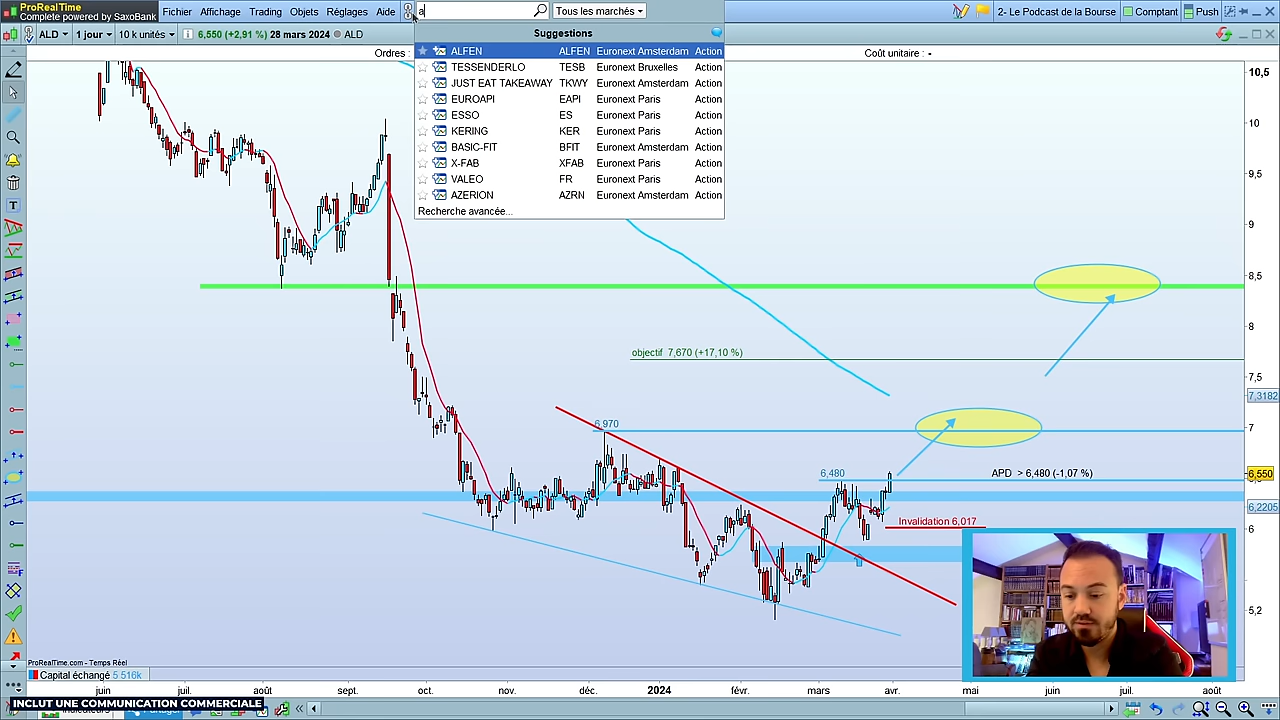 ProRealTime
Complete powered by SaxoBank
Fichier Affichage Trading Objets Réglages Aide
a
Tous les marchés
2- Le Podcast de la Bourse
Comptant
Push
ALD
1 jour
10 k unités
6,550 (+2,91 %) 28 mars 2024
ALD
Ordres :
Coût unitaire : -
Suggestions
ALFEN ALFEN Euronext Amsterdam Action
TESSENDERLO TESB Euronext Bruxelles Action
JUST EAT TAKEAWAY TKWY Euronext Amsterdam Action
EUROAPI EAPI Euronext Paris Action
ESSO ES Euronext Paris Action
KERING KER Euronext Paris Action
BASIC-FIT BFIT Euronext Amsterdam Action
X-FAB XFAB Euronext Paris Action
VALEO FR Euronext Paris Action
AZERION AZRN Euronext Amsterdam Action
Recherche avancée...
10,5
10
9,5
9
8,5
8
objectif 7,670 (+17,10 %)
7,5
7,3182
6,970
7
6,480
APD > 6,480 (-1,07 %)
6,550
6,2205
Invalidation 6,017
6
5,2
ProRealTime.com - Temps Réel
Capital échangé 5 516k
juin juil. août sept. oct. nov. déc. 2024 févr. mars avr. mai juin juil. août
INCLUT UNE COMMUNICATION COMMERCIALE